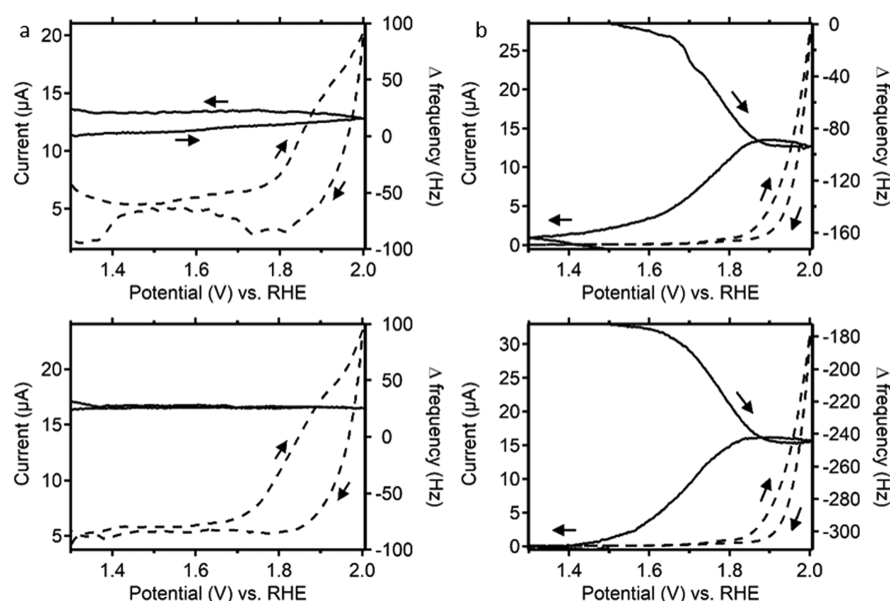 a
Current (µA)
20
15
10
5
100
50
0
-50
-100
Δ frequency (Hz)
1.4 1.6 1.8 2.0
Potential (V) vs. RHE
b
Current (µA)
25
20
15
10
5
0
0
-40
-80
-120
-160
Δ frequency (Hz)
1.4 1.6 1.8 2.0
Potential (V) vs. RHE
Current (µA)
20
15
10
5
100
50
0
-50
-100
Δ frequency (Hz)
1.4 1.6 1.8 2.0
Potential (V) vs. RHE
Current (µA)
30
25
20
15
10
5
0
-180
-200
-220
-240
-260
-280
-300
Δ frequency (Hz)
1.4 1.6 1.8 2.0
Potential (V) vs. RHE